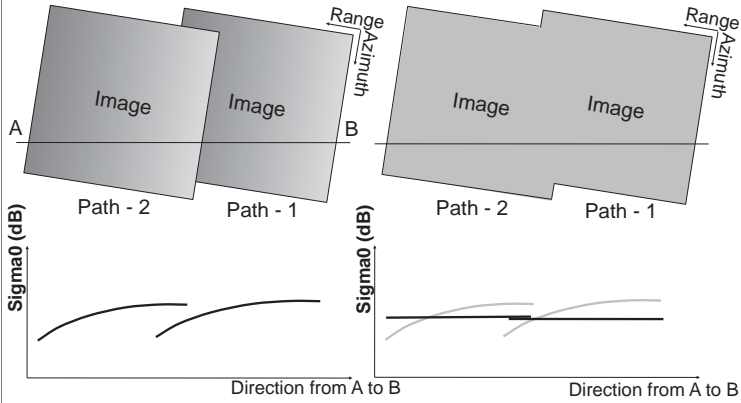 Range
Azimuth
Image
Image
A
B
Path - 2
Path - 1
Sigma0 (dB)
Direction from A to B
Range
Azimuth
Image
Image
Path - 2
Path - 1
Sigma0 (dB)
Direction from A to B